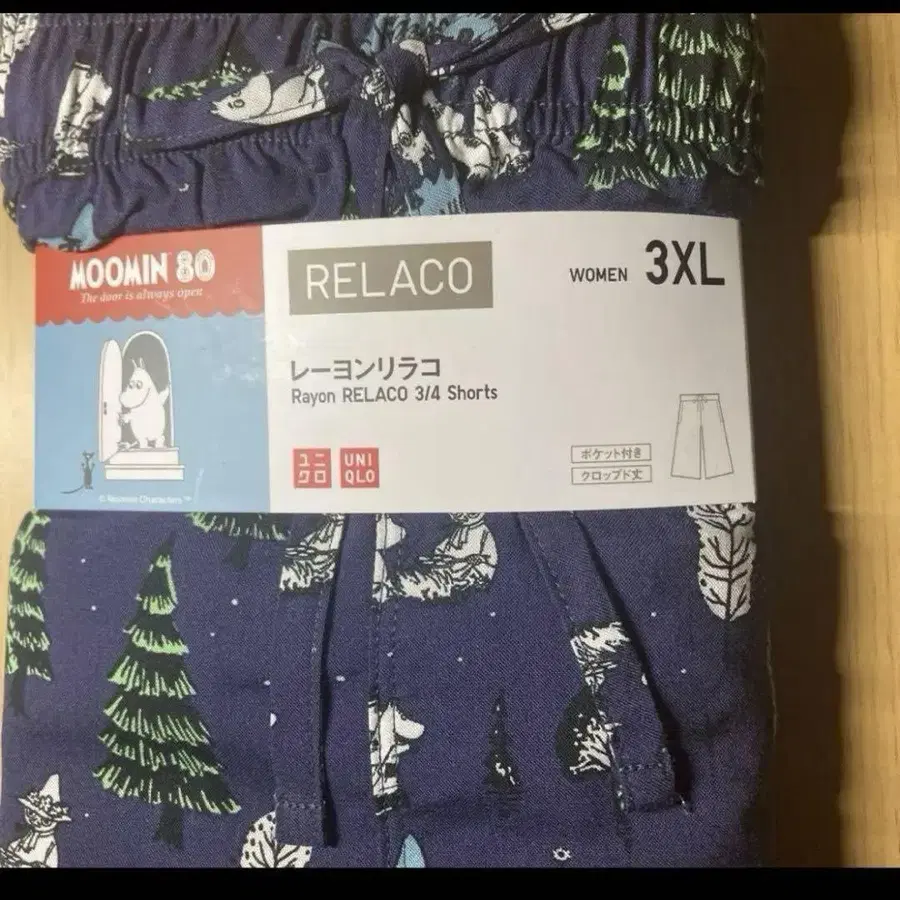 MOOMIN 80
The door is always open
RELACO
WOMEN 3XL
レーヨンリラコ
Rayon RELACO 3/4 Shorts
ユニ
クロ
UNI
QLO
ポケット付き
クロップド丈
© Moomin Characters™